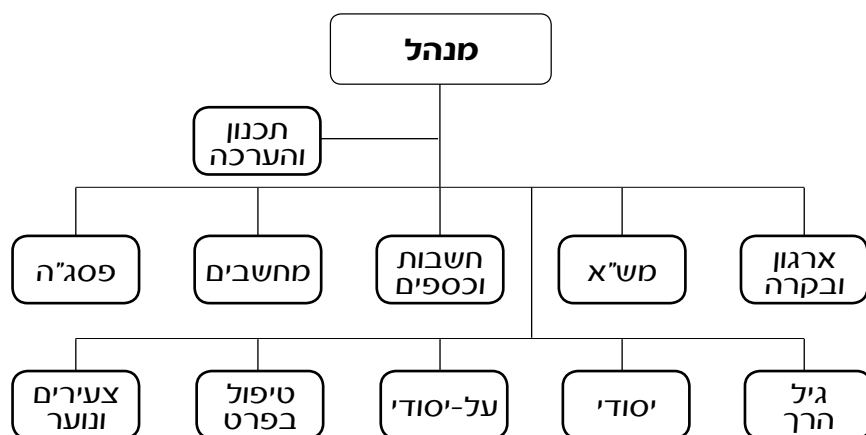 מנהל
תכנון
והערכה
ארגון
ובקרה
מש"א
חשבות
וכספים
מחשבים
פסג"ה
גיל
הרך
יסודי
על-יסודי
טיפול
בפרט
צעירים
ונוער